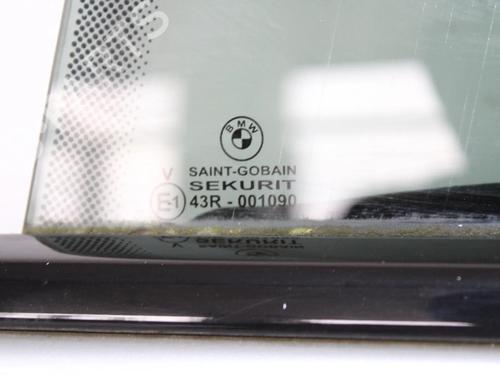 BMW
V
SAINT-GOBAIN
SEKURIT
E1 43R - 001090